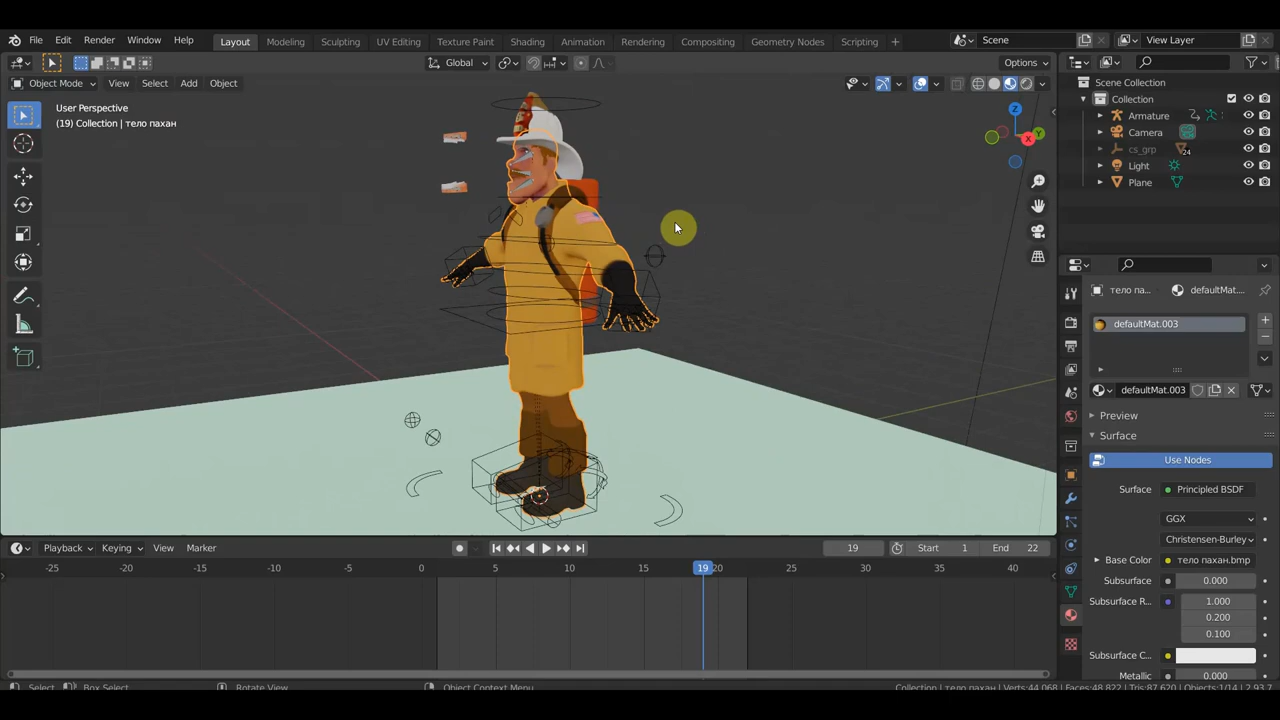 File Edit Render Window Help Layout Modeling Sculpting UV Editing Texture Paint Shading Animation Rendering Compositing Geometry Nodes Scripting + Scene View Layer
Global Options
Object Mode View Select Add Object
Scene Collection
User Perspective
(19) Collection | тело пахан
Collection
Armature
Camera
cs_grp 24
Light
Plane
Z
Y
X
тело па... defaultMat...
defaultMat.003
defaultMat.003
Preview
Surface
Use Nodes
Surface Principled BSDF
GGX
Christensen-Burley
Base Color тело пахан.bmp
Subsurface 0.000
Subsurface R... 1.000
0.200
0.100
Subsurface C...
Metallic 0.000
Playback Keying View Marker 19 Start 1 End 22
-25 -20 -15 -10 -5 0 5 10 15 19 20 25 30 35 40
Select Box Select Rotate View Object Context Menu Collection | тело пахан | Verts:44,068 | Faces:48,822 | Tris:87,620 | Objects:1/14 | 2.93.7